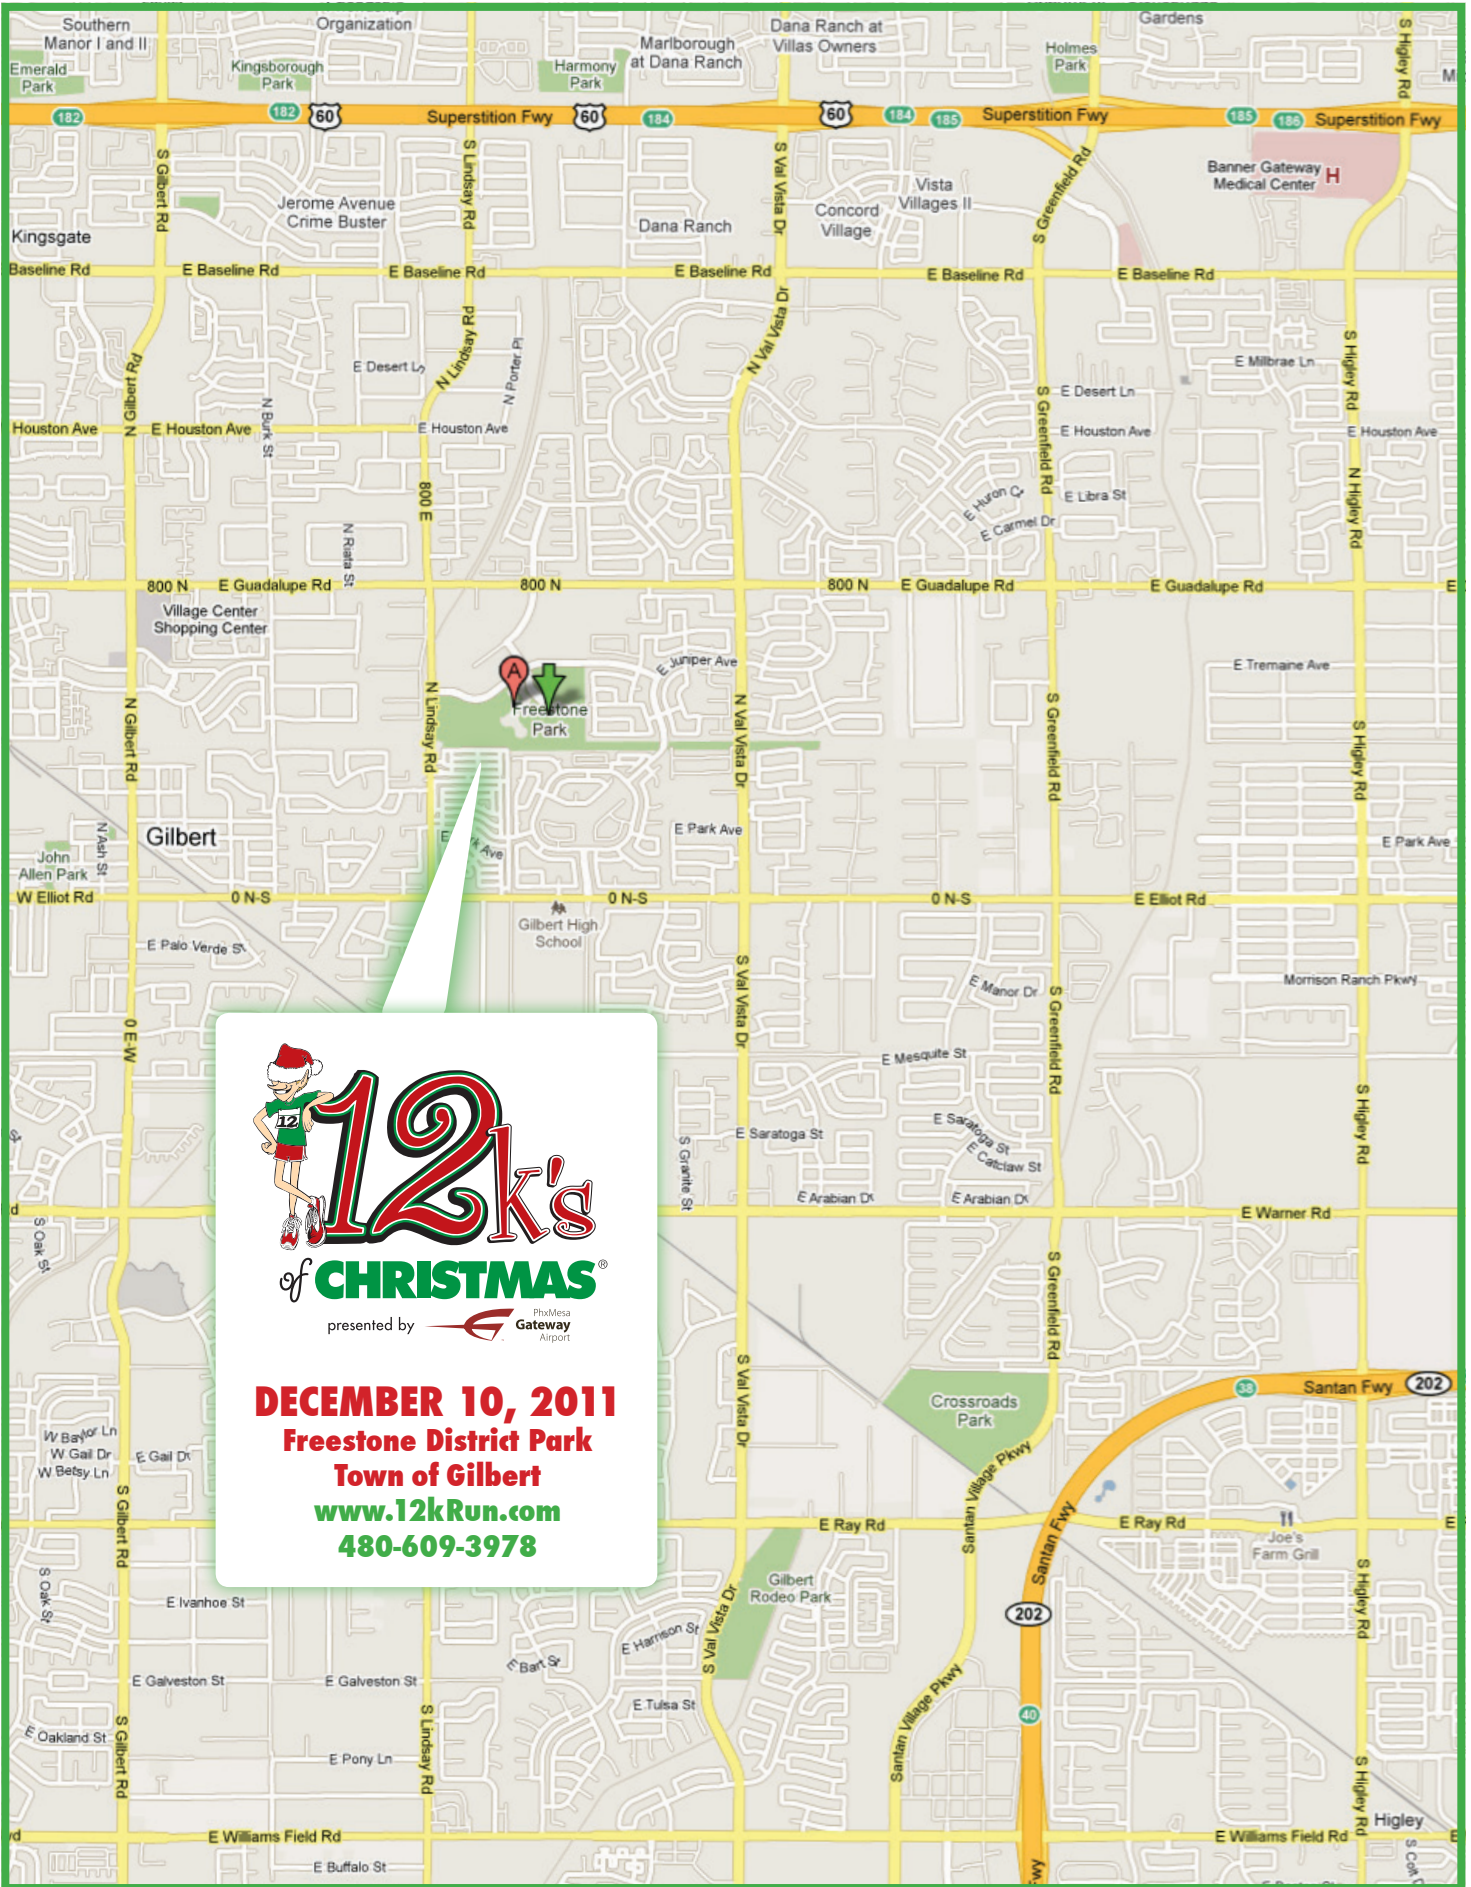 Southern
Manor I and II
Organization
Dana Ranch at
Villas Owners
Gardens
Marlborough
at Dana Ranch
Holmes
Park
S Higley Rd
Emerald
Park
Kingsborough
Park
Harmony
Park
182
182
60
Superstition Fwy
60
184
60
184
185
Superstition Fwy
185
186
Superstition Fwy
S Gilbert Rd
S Lindsay Rd
S Val Vista Dr
S Greenfield Rd
Banner Gateway
Medical Center
H
Jerome Avenue
Crime Buster
Dana Ranch
Concord
Village
Vista
Villages II
Kingsgate
Baseline Rd
E Baseline Rd
E Baseline Rd
E Baseline Rd
E Baseline Rd
E Baseline Rd
N Gilbert Rd
E Desert Ln
N Lindsay Rd
N Porter Pl
N Val Vista Dr
S Greenfield Rd
E Desert Ln
E Millbrae Ln
S Higley Rd
Houston Ave
E Houston Ave
N Burk St
E Houston Ave
E Houston Ave
E Houston Ave
800 E
E Huron Ct
E Carmel Dr
E Libra St
N Higley Rd
N Riata St
800 N
E Guadalupe Rd
800 N
800 N
E Guadalupe Rd
E Guadalupe Rd
E
Village Center
Shopping Center
A
Freestone
Park
E Juniper Ave
E Tremaine Ave
N Gilbert Rd
N Lindsay Rd
N Val Vista Dr
S Greenfield Rd
S Higley Rd
Gilbert
N Ash St
John
Allen Park
E Park Ave
E Park Ave
W Elliot Rd
0 N-S
0 N-S
0 N-S
E Elliot Rd
Gilbert High
School
E Palo Verde St
S Val Vista Dr
E Manor Dr
S Greenfield Rd
Morrison Ranch Pkwy
0 E-W
E Mesquite St
S Higley Rd
12
12k's
of CHRISTMAS®
presented by
PhxMesa
Gateway
Airport
DECEMBER 10, 2011
Freestone District Park
Town of Gilbert
www.12kRun.com
480-609-3978
S Granite St
E Saratoga St
E Saratoga St
E Catclaw St
E Arabian Dr
E Arabian Dr
E Warner Rd
S Oak St
S Greenfield Rd
S Val Vista Dr
Crossroads
Park
38
Santan Fwy
202
W Baylor Ln
W Gail Dr
W Betsy Ln
E Gail Dr
S Gilbert Rd
Santan Village Pkwy
Santan Fwy
E Ray Rd
E Ray Rd
E
Joe's
Farm Grill
S Oak St
Gilbert
Rodeo Park
S Higley Rd
202
E Ivanhoe St
E Harrison St
S Val Vista Dr
E Bart St
E Galveston St
E Galveston St
E Tulsa St
Santan Village Pkwy
40
E Oakland St
S Gilbert Rd
S Lindsay Rd
E Pony Ln
S Higley Rd
Higley
E Williams Field Rd
E Williams Field Rd
E Buffalo St